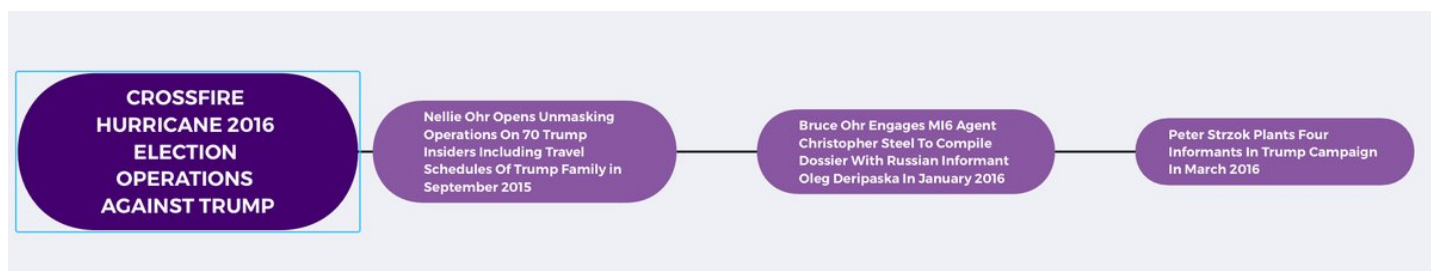 CROSSFIRE
HURRICANE 2016
ELECTION
OPERATIONS
AGAINST TRUMP
Nellie Ohr Opens Unmasking
Operations On 70 Trump
Insiders Including Travel
Schedules Of Trump Family in
September 2015
Bruce Ohr Engages MI6 Agent
Christopher Steel To Compile
Dossier With Russian Informant
Oleg Deripaska In January 2016
Peter Strzok Plants Four
Informants In Trump Campaign
In March 2016